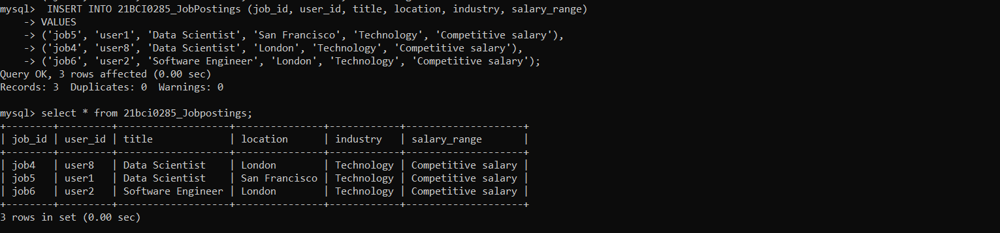 mysql>  INSERT INTO 21BCI0285_JobPostings (job_id, user_id, title, location, industry, salary_range)
    -> VALUES
    -> ('job5', 'user1', 'Data Scientist', 'San Francisco', 'Technology', 'Competitive salary'),
    -> ('job4', 'user8', 'Data Scientist', 'London', 'Technology', 'Competitive salary'),
    -> ('job6', 'user2', 'Software Engineer', 'London', 'Technology', 'Competitive salary');
Query OK, 3 rows affected (0.00 sec)
Records: 3  Duplicates: 0  Warnings: 0
mysql> select * from 21bci0285_Jobpostings;
+--------+---------+-------------------+---------------+------------+--------------------+
| job_id | user_id | title             | location      | industry   | salary_range       |
+--------+---------+-------------------+---------------+------------+--------------------+
| job4   | user8   | Data Scientist    | London        | Technology | Competitive salary |
| job5   | user1   | Data Scientist    | San Francisco | Technology | Competitive salary |
| job6   | user2   | Software Engineer | London        | Technology | Competitive salary |
+--------+---------+-------------------+---------------+------------+--------------------+
3 rows in set (0.00 sec)